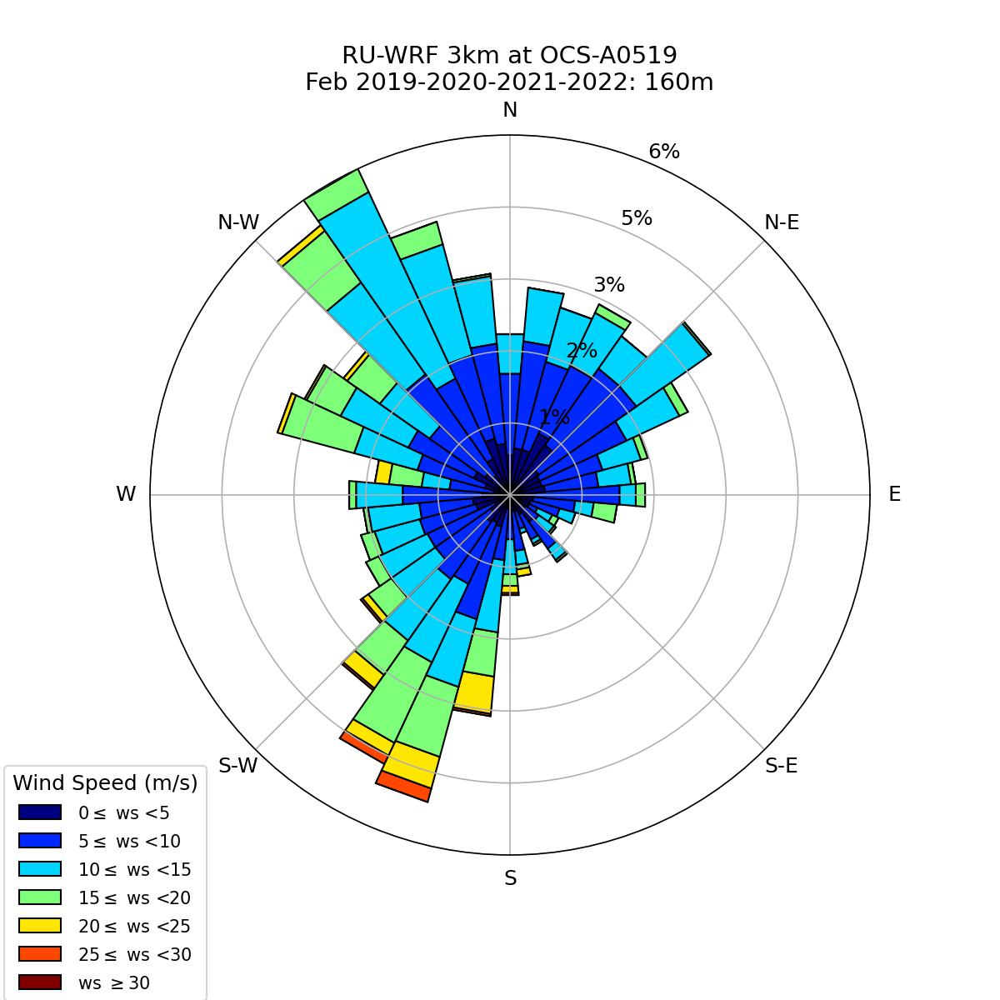 RU-WRF 3km at OCS-A0519
Feb 2019-2020-2021-2022: 160m
N
6%
N-W
5%
N-E
3%
2%
1%
W
E
S-W
S-E
S
Wind Speed (m/s)
0 ≤ ws <5
5 ≤ ws <10
10 ≤ ws <15
15 ≤ ws <20
20 ≤ ws <25
25 ≤ ws <30
ws ≥ 30